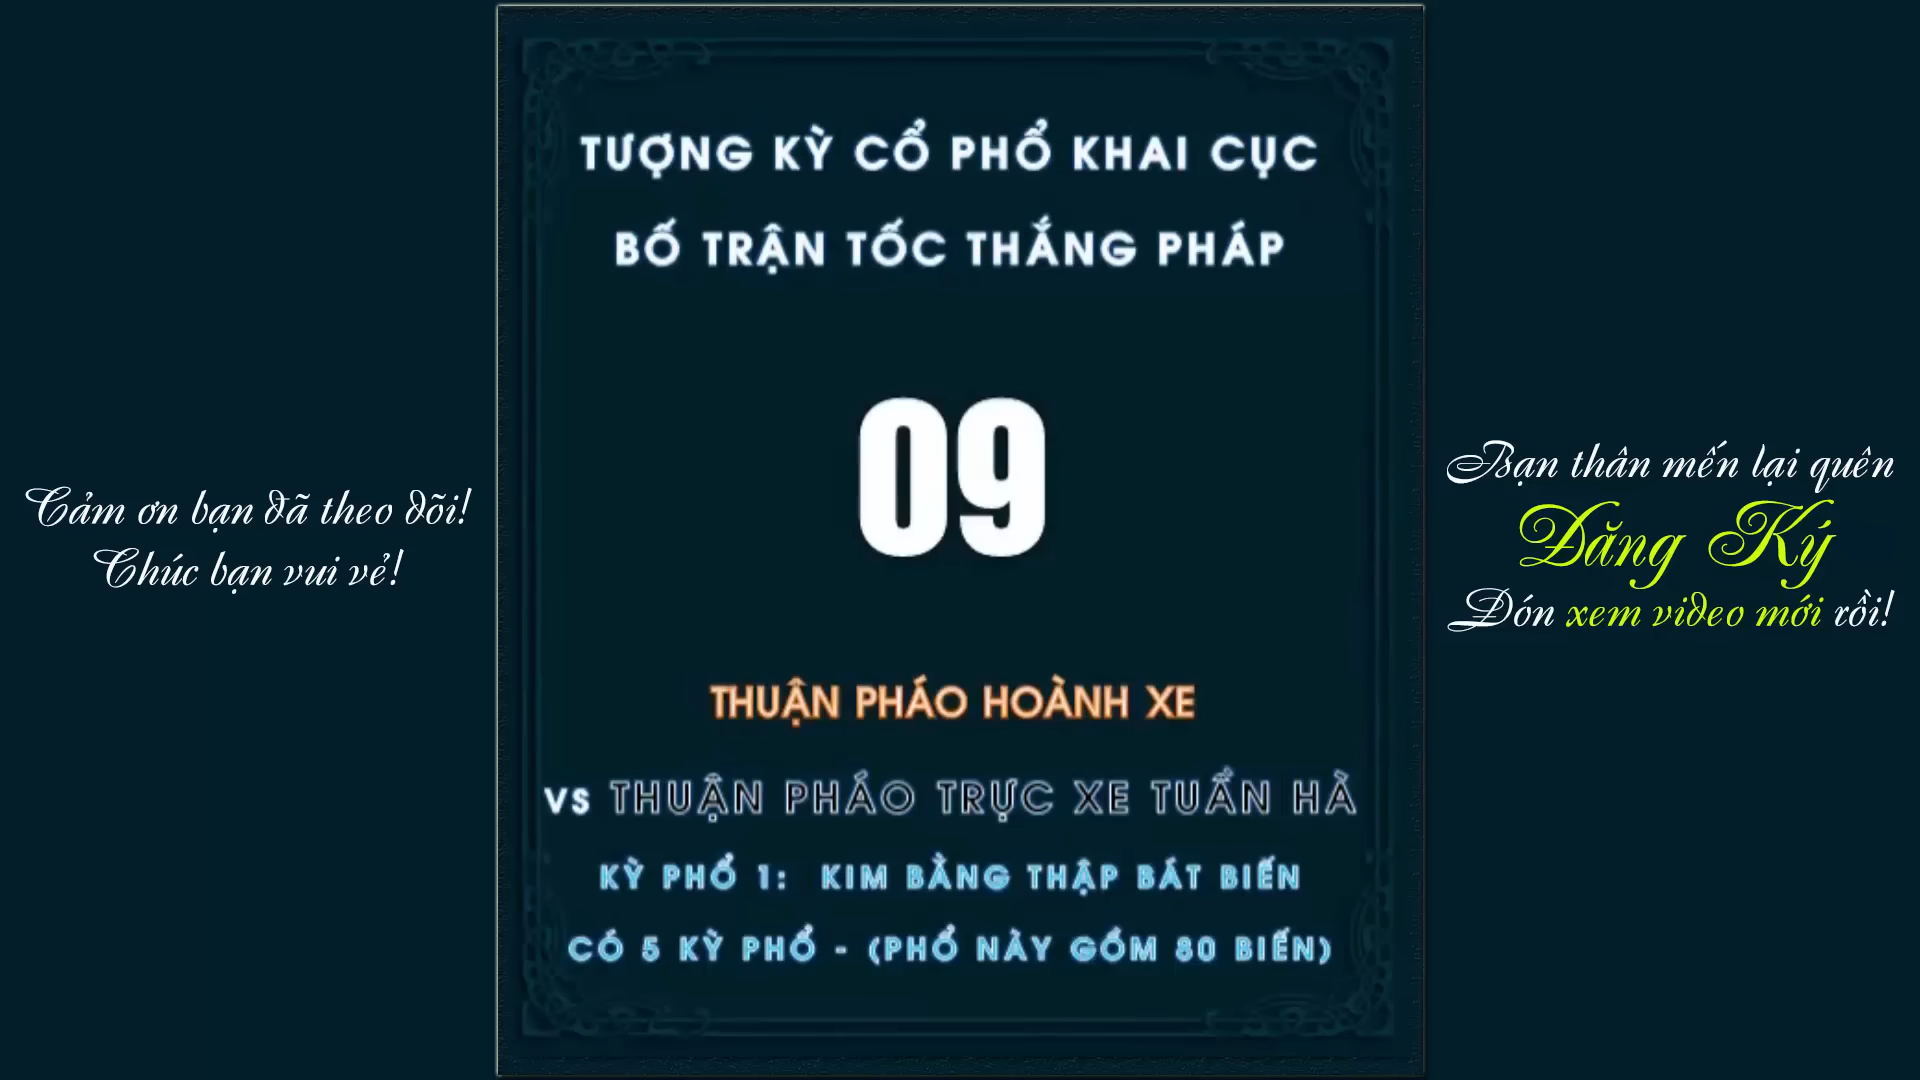 TƯỢNG KỲ CỔ PHỔ KHAI CỤC
BỐ TRẬN TỐC THẮNG PHÁP
09
THUẬN PHÁO HOÀNH XE
VS THUẬN PHÁO TRỰC XE TUẦN HÀ
KỲ PHỔ 1: KIM BẰNG THẬP BÁT BIẾN
CÓ 5 KỲ PHỔ - (PHỔ NÀY GỒM 80 BIẾN)
Cảm ơn bạn đã theo dõi!
Chúc bạn vui vẻ!
Bạn thân mến lại quên
Đăng Ký
Đón xem video mới rồi!